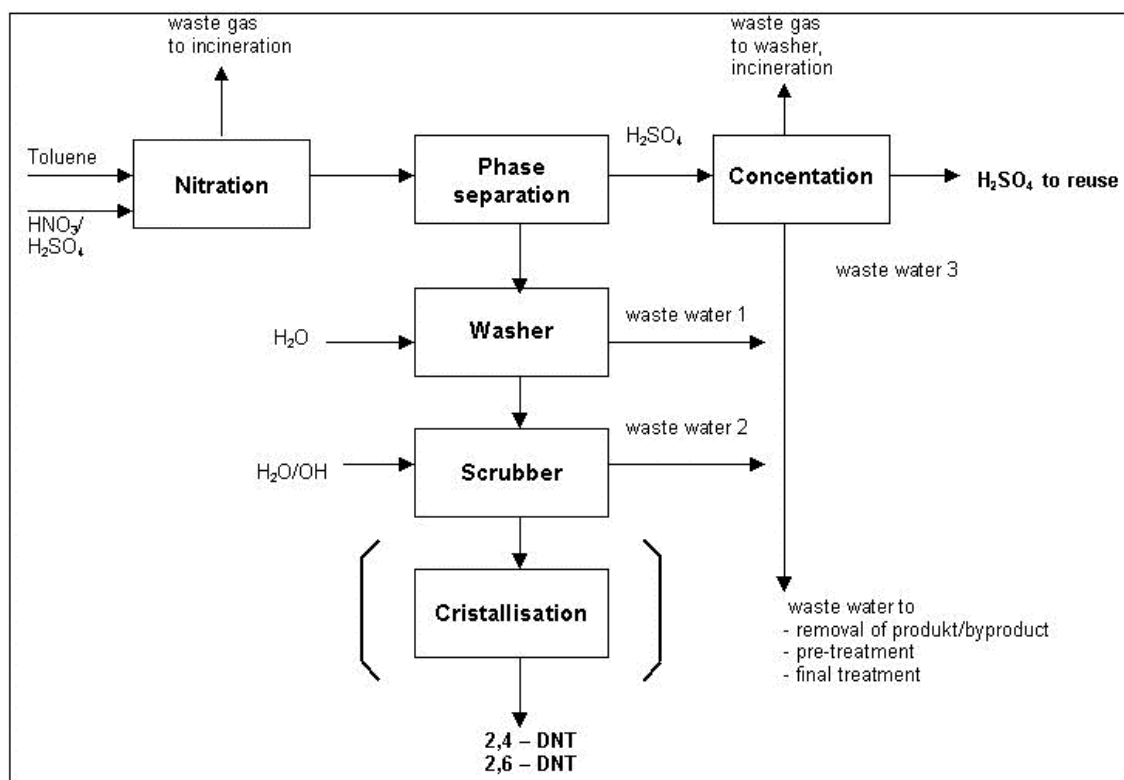 waste gas
to incineration
waste gas
to washer,
incineration
Toluene
HNO₃/
H₂SO₄
Nitration
Phase
separation
H₂SO₄
Concentation
H₂SO₄ to reuse
waste water 3
H₂O
Washer
waste water 1
H₂O/OH
Scrubber
waste water 2
Cristallisation
waste water to
- removal of produkt/byproduct
- pre-treatment
- final treatment
2,4 – DNT
2,6 – DNT